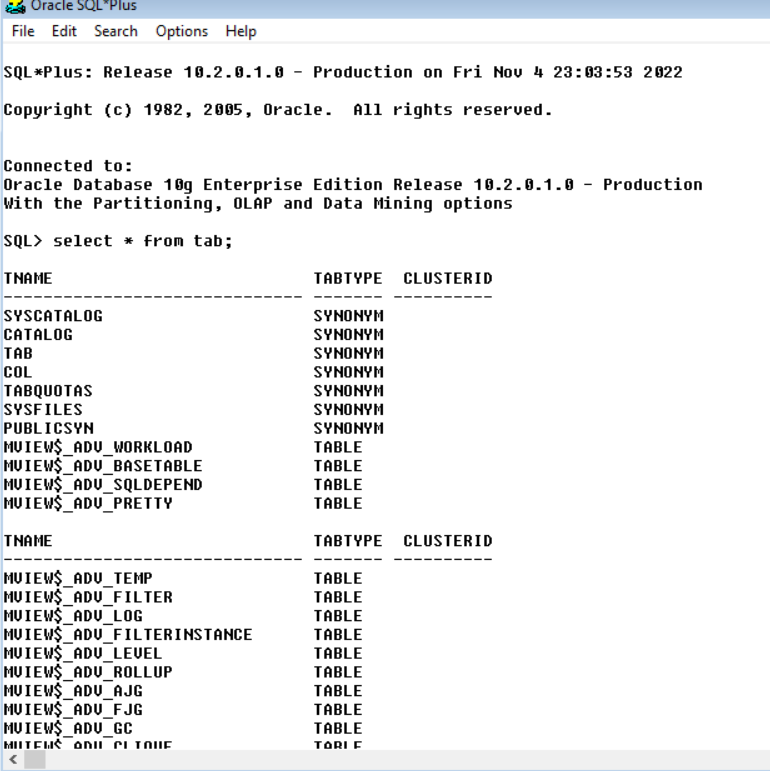 Oracle SQL*Plus
File Edit Search Options Help
SQL*Plus: Release 10.2.0.1.0 - Production on Fri Nov 4 23:03:53 2022
Copyright (c) 1982, 2005, Oracle.  All rights reserved.
Connected to:
Oracle Database 10g Enterprise Edition Release 10.2.0.1.0 - Production
With the Partitioning, OLAP and Data Mining options
SQL> select * from tab;
TNAME                          TABTYPE  CLUSTERID
------------------------------ ------- ----------
SYSCATALOG                     SYNONYM
CATALOG                        SYNONYM
TAB                            SYNONYM
COL                            SYNONYM
TABQUOTAS                      SYNONYM
SYSFILES                       SYNONYM
PUBLICSYN                      SYNONYM
MVIEW$_ADV_WORKLOAD            TABLE
MVIEW$_ADV_BASETABLE           TABLE
MVIEW$_ADV_SQLDEPEND           TABLE
MVIEW$_ADV_PRETTY              TABLE
TNAME                          TABTYPE  CLUSTERID
------------------------------ ------- ----------
MVIEW$_ADV_TEMP                TABLE
MVIEW$_ADV_FILTER              TABLE
MVIEW$_ADV_LOG                 TABLE
MVIEW$_ADV_FILTERINSTANCE      TABLE
MVIEW$_ADV_LEVEL               TABLE
MVIEW$_ADV_ROLLUP              TABLE
MVIEW$_ADV_AJG                 TABLE
MVIEW$_ADV_FJG                 TABLE
MVIEW$_ADV_GC                  TABLE
MVIEW$_ADV_CLIQUE              TABLE